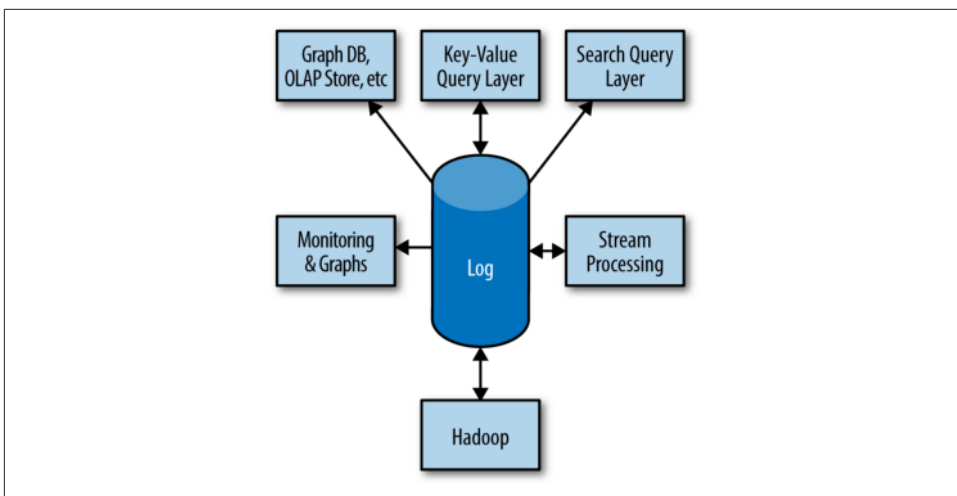 Graph DB,
OLAP Store, etc
Key-Value
Query Layer
Search Query
Layer
Monitoring
& Graphs
Log
Stream
Processing
Hadoop